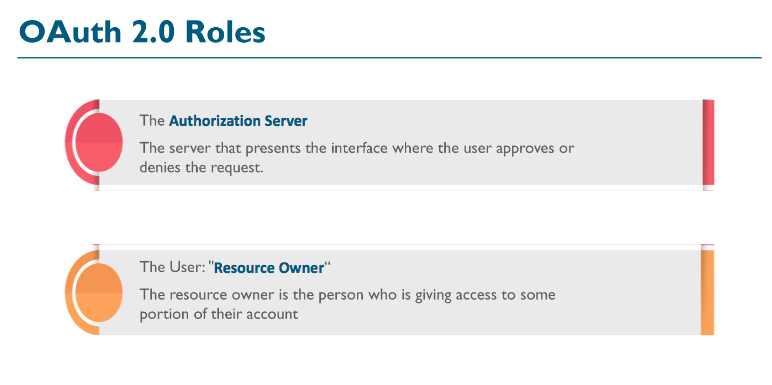 OAuth 2.0 Roles
The Authorization Server
The server that presents the interface where the user approves or
denies the request.
The User: "Resource Owner“
The resource owner is the person who is giving access to some
portion of their account